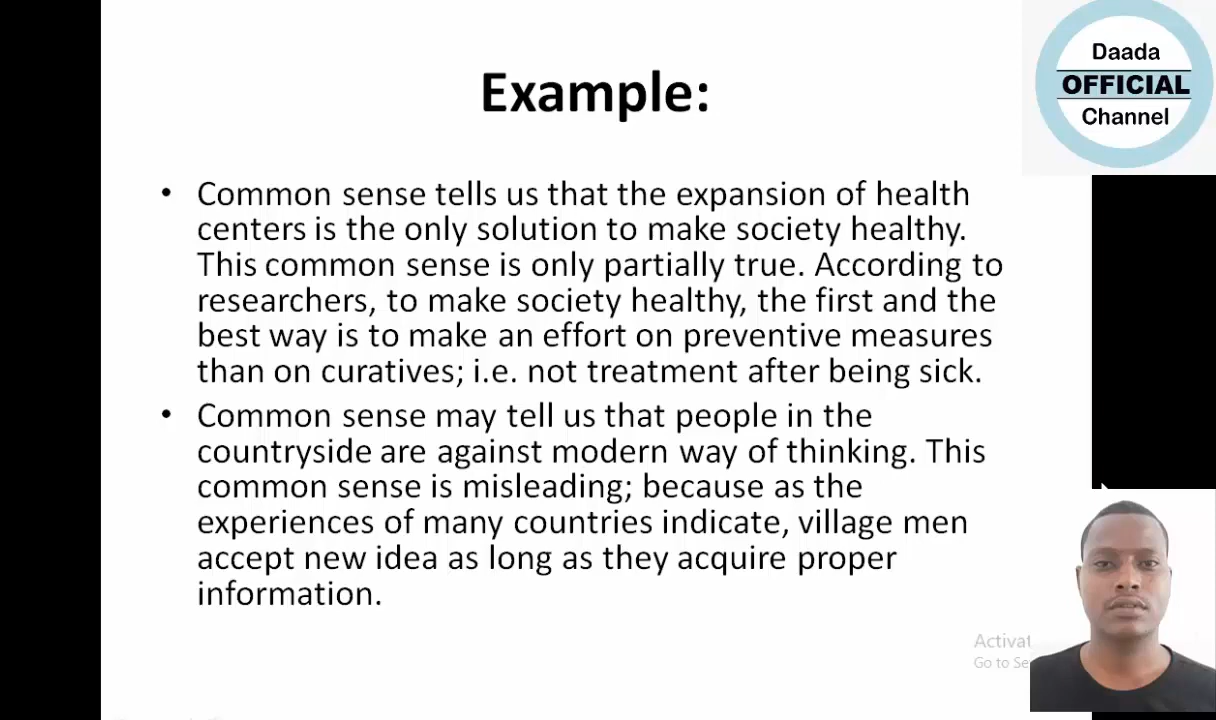 Example:
Daada
OFFICIAL
Channel
• Common sense tells us that the expansion of health
centers is the only solution to make society healthy.
This common sense is only partially true. According to
researchers, to make society healthy, the first and the
best way is to make an effort on preventive measures
than on curatives; i.e. not treatment after being sick.
• Common sense may tell us that people in the
countryside are against modern way of thinking. This
common sense is misleading; because as the
experiences of many countries indicate, village men
accept new idea as long as they acquire proper
information.
Go to